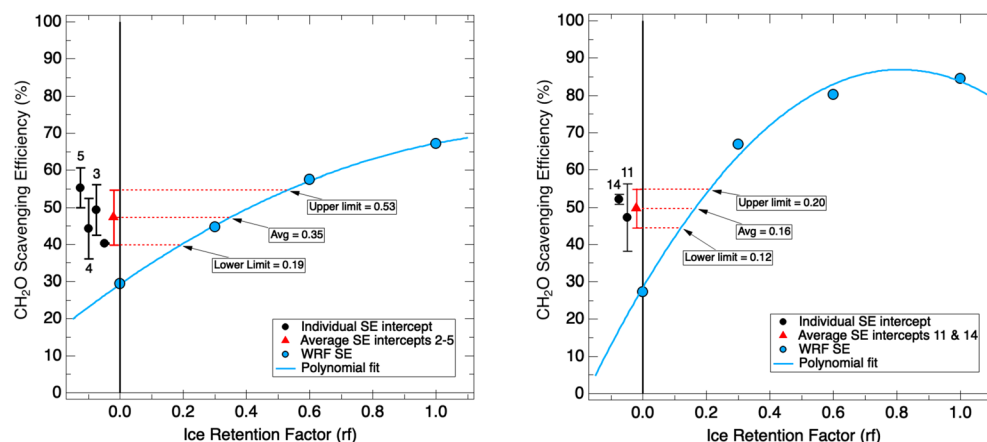 100
90
80
70
60
50
40
30
20
10
0
CH₂O Scavenging Efficiency (%)
5
3
4
Upper limit = 0.53
Avg = 0.35
Lower Limit = 0.19
Individual SE intercept
Average SE intercepts 2-5
WRF SE
Polynomial fit
0.0 0.2 0.4 0.6 0.8 1.0
Ice Retention Factor (rf)
100
90
80
70
60
50
40
30
20
10
0
CH₂O Scavenging Efficiency (%)
11
14
Upper limit = 0.20
Avg = 0.16
Lower limit = 0.12
Individual SE intercept
Average SE intercepts 11 & 14
WRF SE
Polynomial fit
0.0 0.2 0.4 0.6 0.8 1.0
Ice Retention Factor (rf)